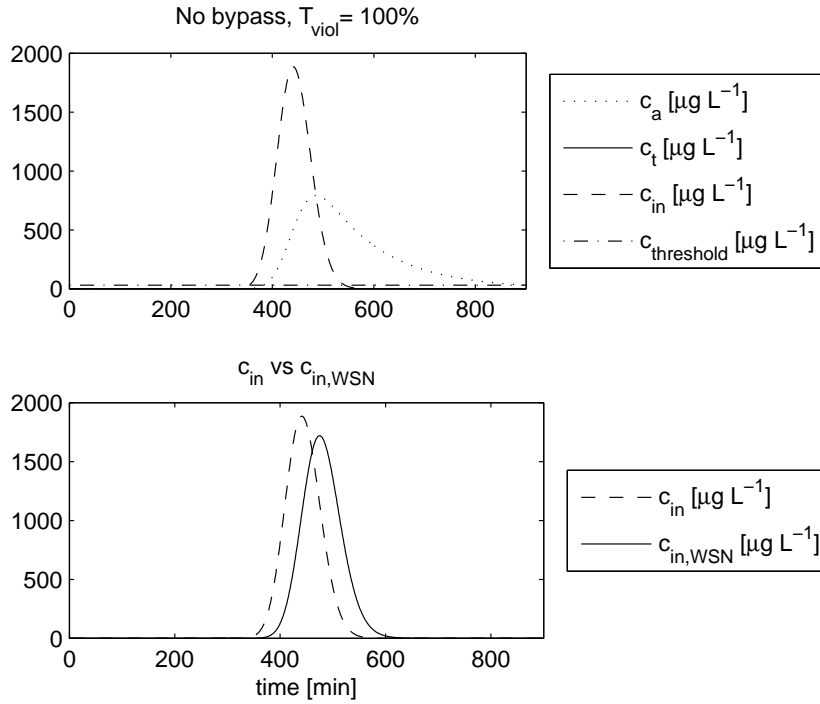 No bypass, T_viol= 100%
2000
1500
1000
500
0
0 200 400 600 800
c_a [μg L⁻¹]
c_t [μg L⁻¹]
c_in [μg L⁻¹]
c_threshold [μg L⁻¹]
c_in vs c_in,WSN
2000
1500
1000
500
0
0 200 400 600 800
time [min]
c_in [μg L⁻¹]
c_in,WSN [μg L⁻¹]